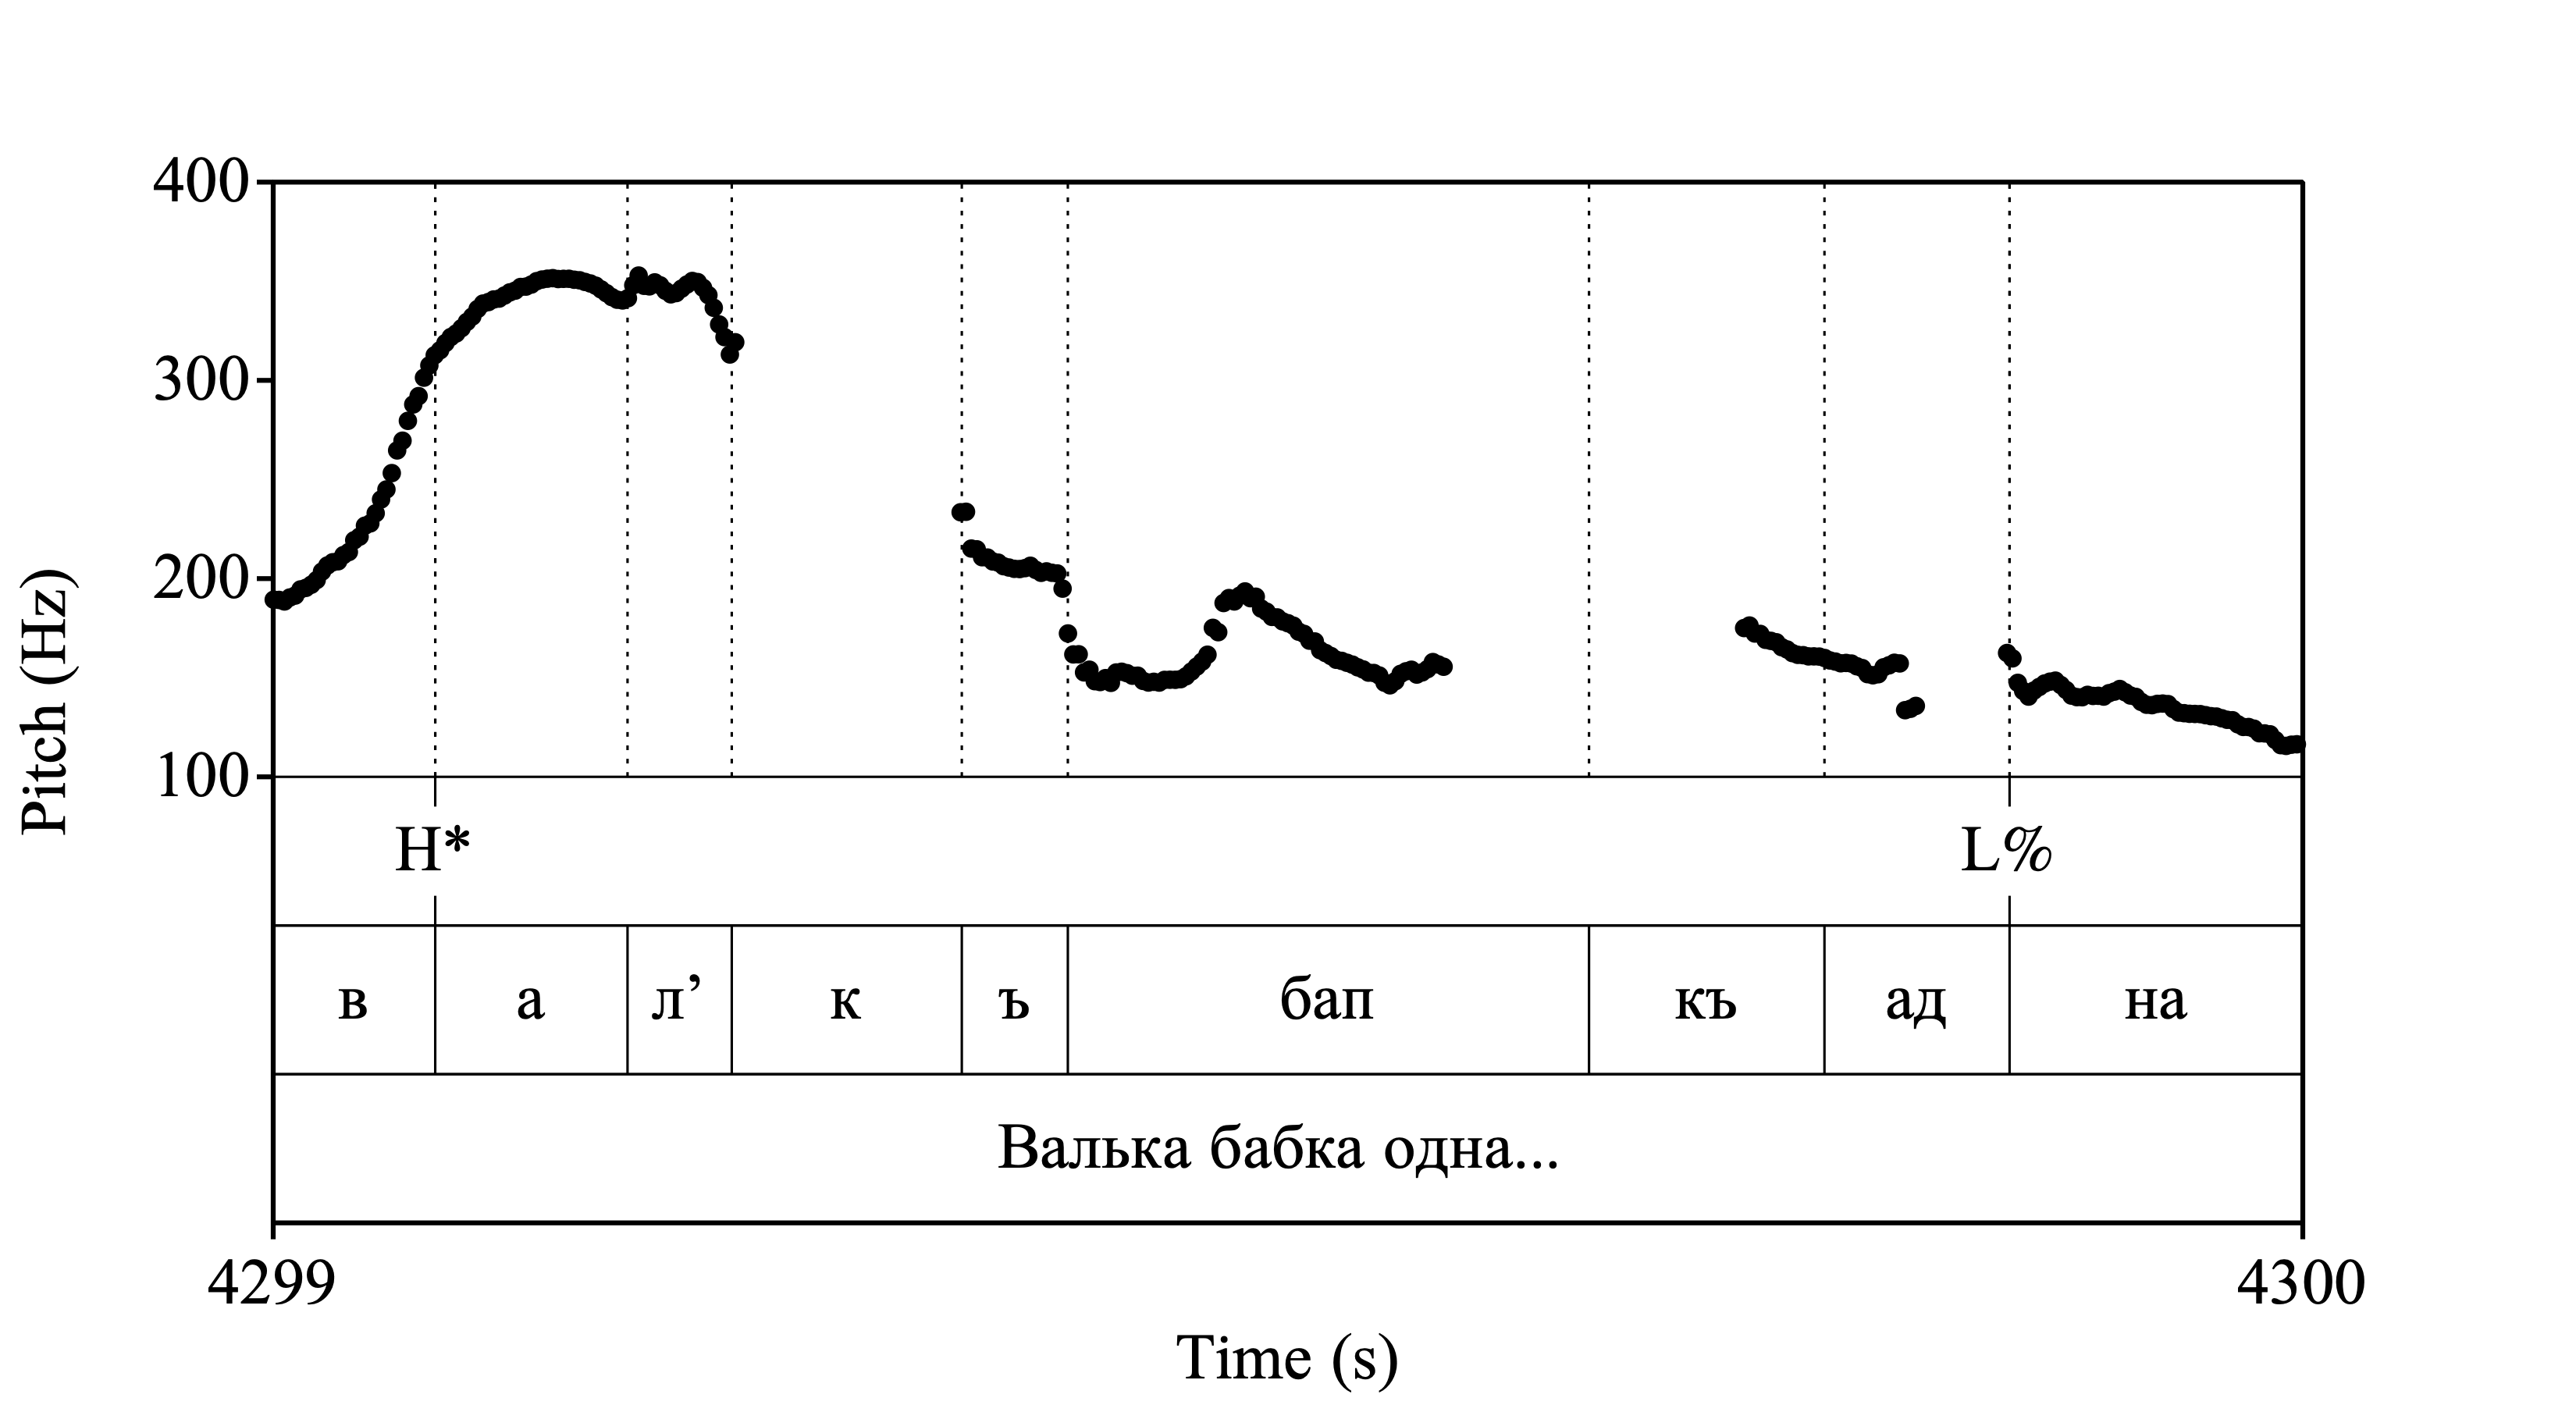 400
300
200
100
Pitch (Hz)
H* L%
в а л’ к ъ бап къ ад на
Валька бабка одна...
4299 4300
Time (s)